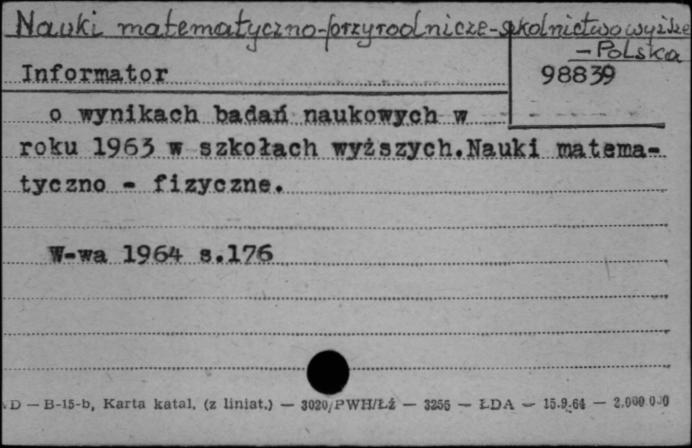 Nauki matematyczno-przyrodnicze-szkolnictwo wyższe
- Polska
Informator
98839
o wynikach badań naukowych w
roku 1963 w szkołach wyższych.Nauki matema-
tyczno - fizyczne.
W-wa 1964 s.176
D — B-15-b, Karta katal. (z liniat.) — 3020/PWH/Łż — 3256 — ŁDA — 15.9.64 — 2.000.000